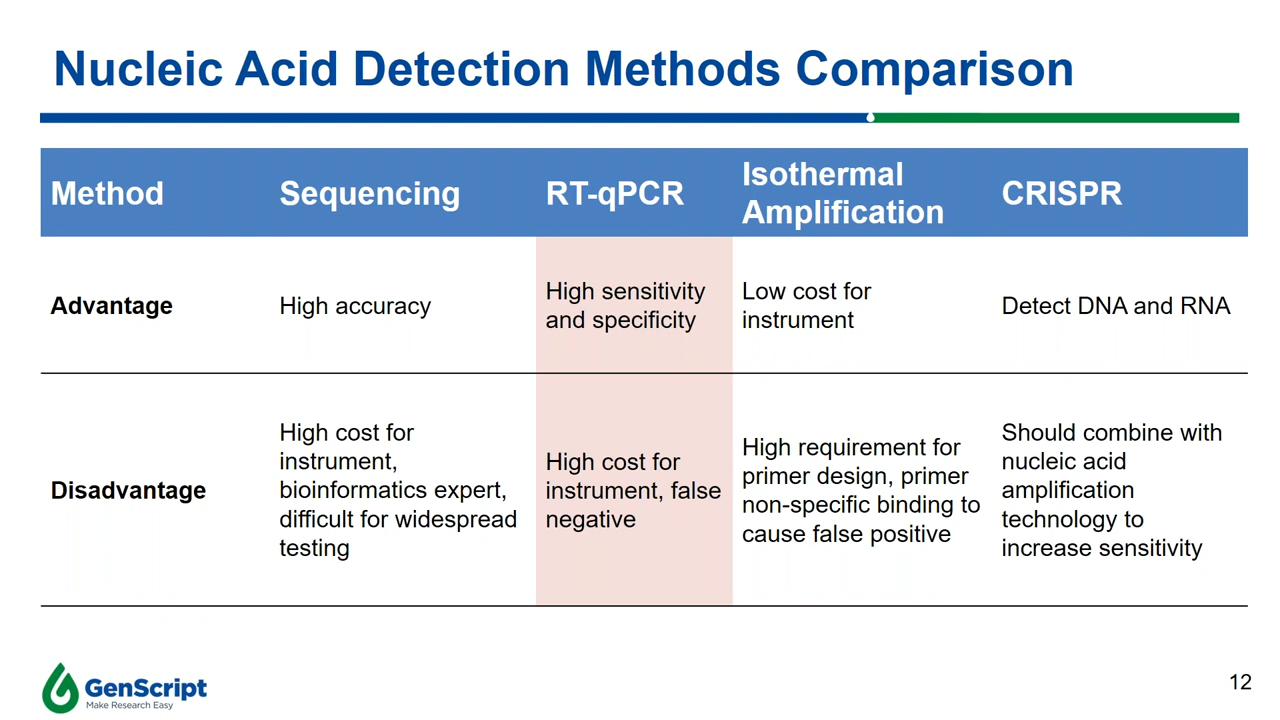 Nucleic Acid Detection Methods Comparison
Method
Sequencing
RT-qPCR
Isothermal
Amplification
CRISPR
Advantage
High accuracy
High sensitivity
and specificity
Low cost for
instrument
Detect DNA and RNA
Disadvantage
High cost for
instrument,
bioinformatics expert,
difficult for widespread
testing
High cost for
instrument, false
negative
High requirement for
primer design, primer
non-specific binding to
cause false positive
Should combine with
nucleic acid
amplification
technology to
increase sensitivity
GenScript
Make Research Easy
12